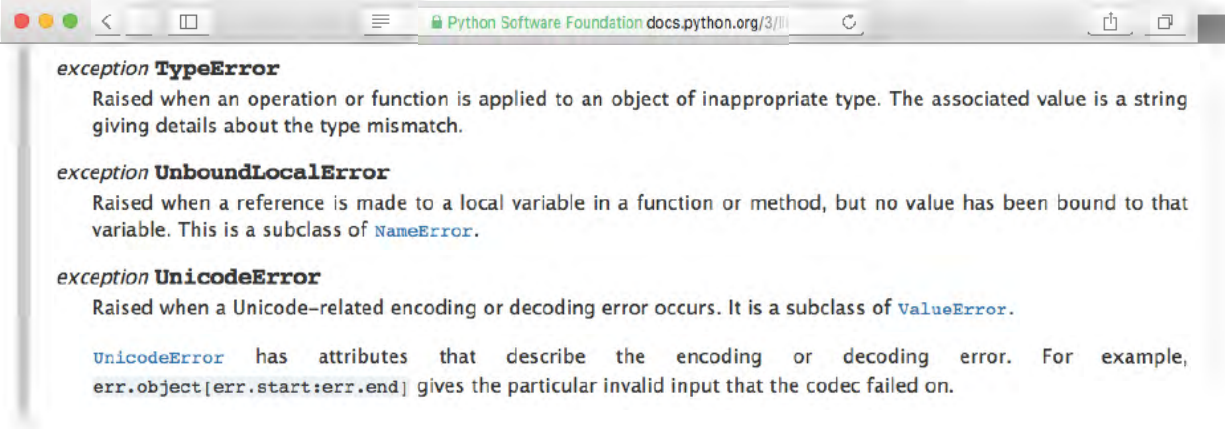 Python Software Foundation docs.python.org/3/
exception TypeError
Raised when an operation or function is applied to an object of inappropriate type. The associated value is a string
giving details about the type mismatch.
exception UnboundLocalError
Raised when a reference is made to a local variable in a function or method, but no value has been bound to that
variable. This is a subclass of NameError.
exception UnicodeError
Raised when a Unicode-related encoding or decoding error occurs. It is a subclass of ValueError.
UnicodeError has attributes that describe the encoding or decoding error. For example,
err.object[err.start:err.end] gives the particular invalid input that the codec failed on.